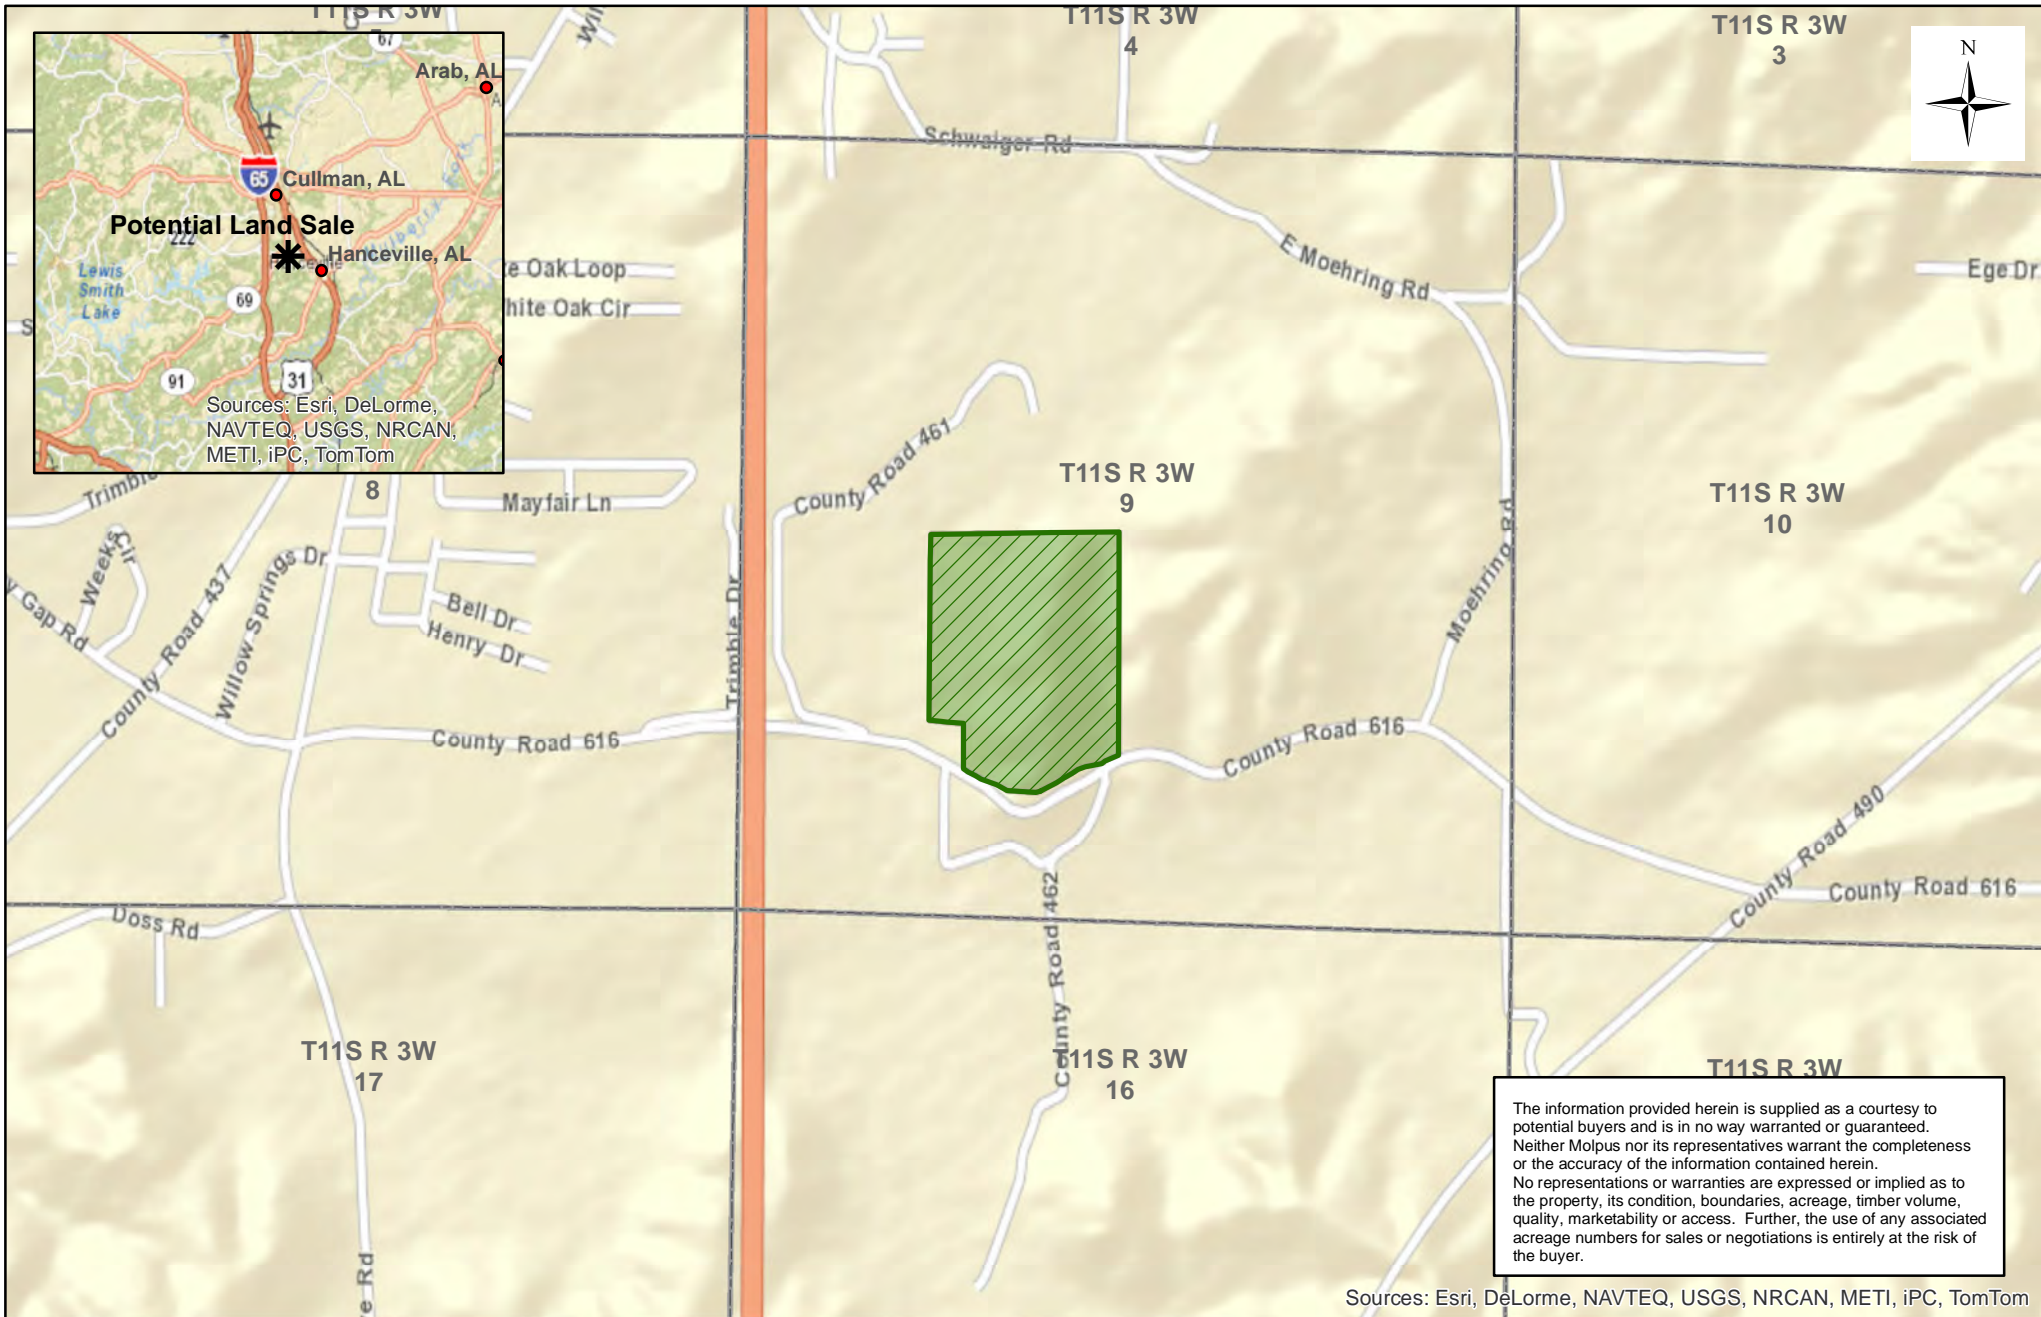 T11S R 3W
T11S R 3W
4
T11S R 3W
3
N
67
Arab, AL
65
Cullman, AL
Potential Land Sale
222
Hanceville, AL
Mulberry Fork
Lewis
Smith
Lake
69
91
31
Sources: Esri, DeLorme,
NAVTEQ, USGS, NRCAN,
METI, iPC, TomTom
Schwaiger Rd
E Moehring Rd
Ege Dr
te Oak Loop
hite Oak Cir
County Road 461
Trimble
8
Mayfair Ln
T11S R 3W
9
T11S R 3W
10
Weeks Cir
County Road 437
Willow Springs Dr
Bell Dr
Henry Dr
Trimble Dr
Moehring Rd
y Gap Rd
County Road 616
County Road 616
County Road 490
County Road 616
Doss Rd
County Road 462
T11S R 3W
17
T11S R 3W
16
T11S R 3W
e Rd
The information provided herein is supplied as a courtesy to
potential buyers and is in no way warranted or guaranteed.
Neither Molpus nor its representatives warrant the completeness
or the accuracy of the information contained herein.
No representations or warranties are expressed or implied as to
the property, its condition, boundaries, acreage, timber volume,
quality, marketability or access.  Further, the use of any associated
acreage numbers for sales or negotiations is entirely at the risk of
the buyer.
Sources: Esri, DeLorme, NAVTEQ, USGS, NRCAN, METI, iPC, TomTom